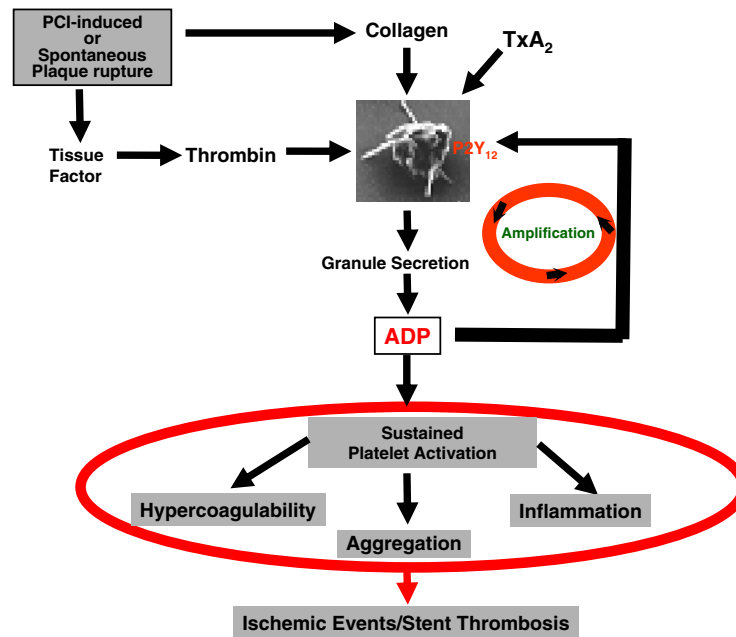 PCI-induced
or
Spontaneous
Plaque rupture
Collagen
TxA2
Tissue
Factor
Thrombin
P2Y12
Amplification
Granule Secretion
ADP
Sustained
Platelet Activation
Hypercoagulability
Inflammation
Aggregation
Ischemic Events/Stent Thrombosis